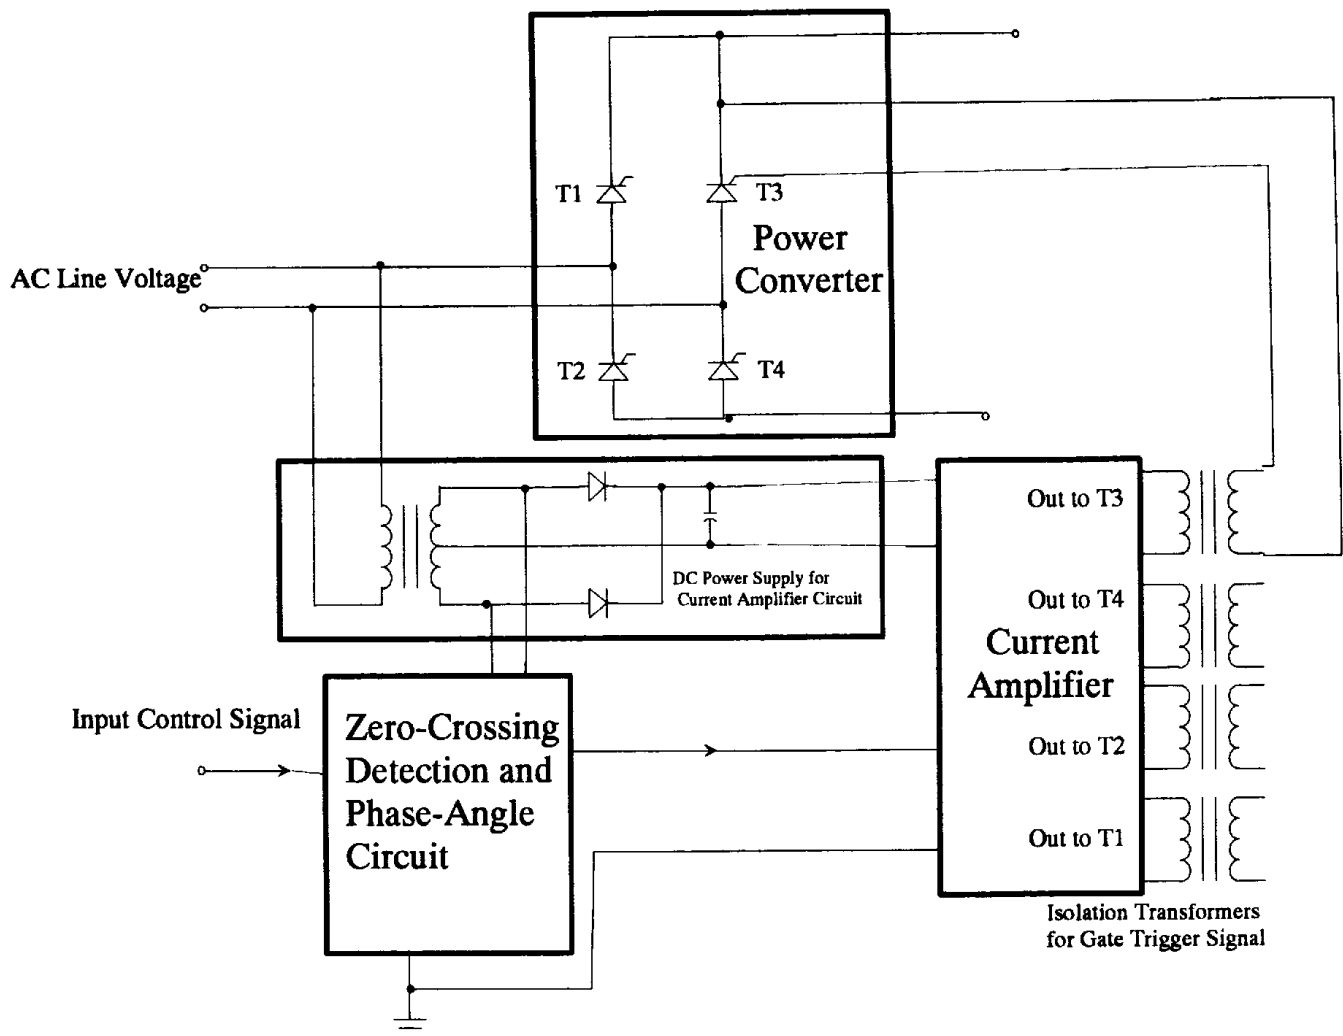 T1
T3
Power
Converter
AC Line Voltage
T2
T4
Out to T3
DC Power Supply for
Current Amplifier Circuit
Out to T4
Current
Amplifier
Input Control Signal
Zero-Crossing
Detection and
Phase-Angle
Circuit
Out to T2
Out to T1
Isolation Transformers
for Gate Trigger Signal